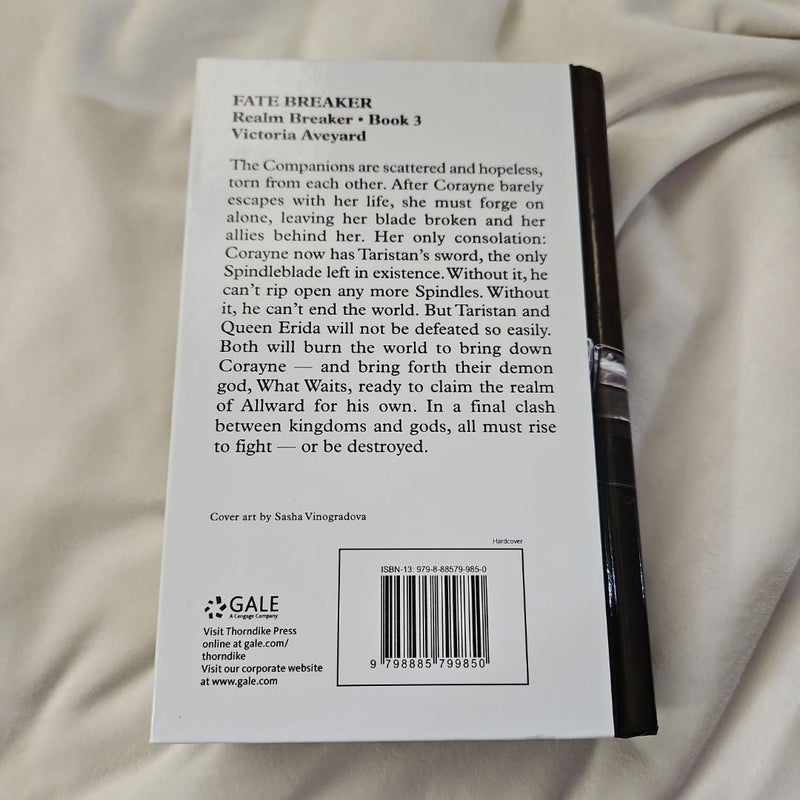 FATE BREAKER
Realm Breaker • Book 3
Victoria Aveyard
The Companions are scattered and hopeless,
torn from each other. After Corayne barely
escapes with her life, she must forge on
alone, leaving her blade broken and her
allies behind her. Her only consolation:
Corayne now has Taristan's sword, the only
Spindleblade left in existence. Without it, he
can't rip open any more Spindles. Without
it, he can't end the world. But Taristan and
Queen Erida will not be defeated so easily.
Both will burn the world to bring down
Corayne — and bring forth their demon
god, What Waits, ready to claim the realm
of Allward for his own. In a final clash
between kingdoms and gods, all must rise
to fight — or be destroyed.
Cover art by Sasha Vinogradova
Hardcover
ISBN-13: 979-8-88579-985-0
9 798885 799850
GALE
A Cengage Company
Visit Thorndike Press
online at gale.com/
thorndike
Visit our corporate website
at www.gale.com